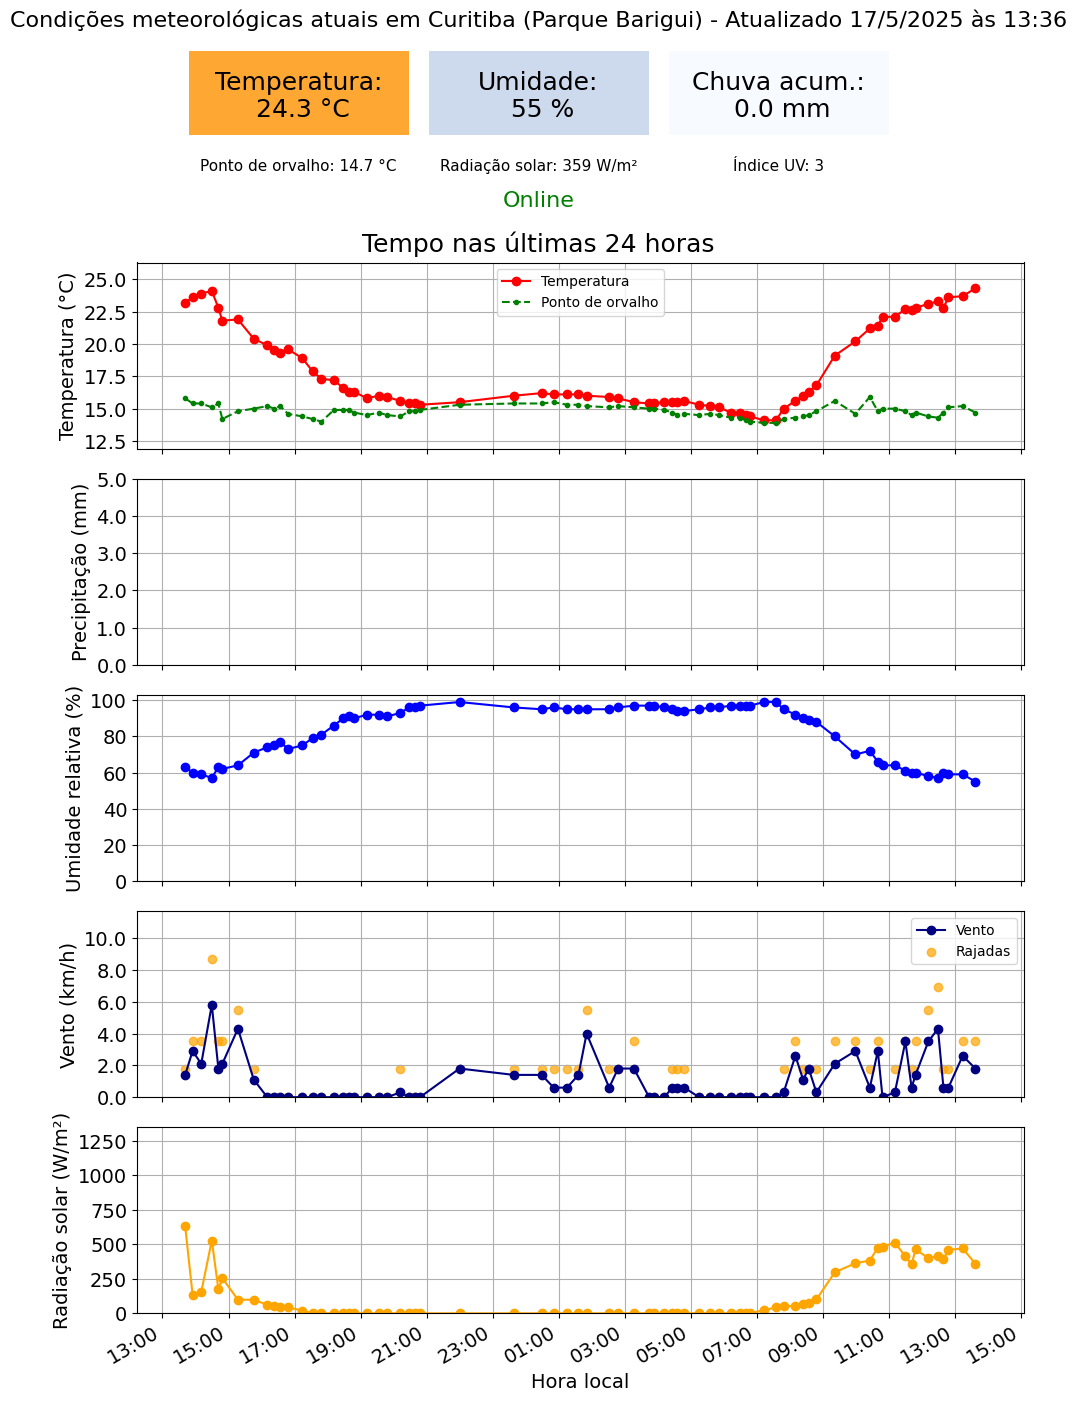 Condições meteorológicas atuais em Curitiba (Parque Barigui) - Atualizado 17/5/2025 às 13:36
Temperatura:
24.3 °C
Umidade:
55 %
Chuva acum.:
0.0 mm
Ponto de orvalho: 14.7 °C
Radiação solar: 359 W/m²
Índice UV: 3
Online
Tempo nas últimas 24 horas
Temperatura (°C)
25.0
22.5
20.0
17.5
15.0
12.5
Temperatura
Ponto de orvalho
Precipitação (mm)
5.0
4.0
3.0
2.0
1.0
0.0
Umidade relativa (%)
100
80
60
40
20
0
Vento (km/h)
10.0
8.0
6.0
4.0
2.0
0.0
Vento
Rajadas
Radiação solar (W/m²)
1250
1000
750
500
250
0
13:00
15:00
17:00
19:00
21:00
23:00
01:00
03:00
05:00
07:00
09:00
11:00
13:00
15:00
Hora local